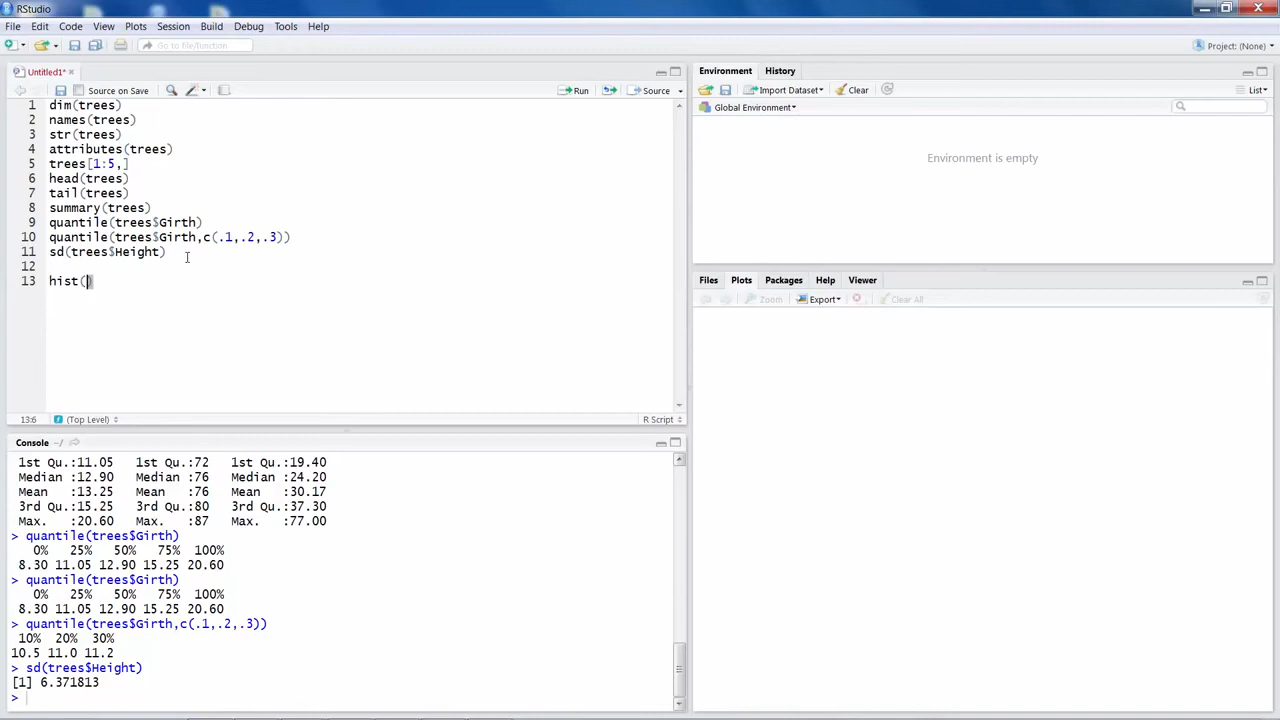 RStudio
File Edit Code View Plots Session Build Debug Tools Help
Go to file/function
Project: (None)
Untitled1*
Source on Save
Run
Source
1 dim(trees)
2 names(trees)
3 str(trees)
4 attributes(trees)
5 trees[1:5,]
6 head(trees)
7 tail(trees)
8 summary(trees)
9 quantile(trees$Girth)
10 quantile(trees$Girth,c(.1,.2,.3))
11 sd(trees$Height)
12
13 hist()
13:6 (Top Level) R Script
Console ~/
1st Qu.:11.05 1st Qu.:72 1st Qu.:19.40
Median :12.90 Median :76 Median :24.20
Mean :13.25 Mean :76 Mean :30.17
3rd Qu.:15.25 3rd Qu.:80 3rd Qu.:37.30
Max. :20.60 Max. :87 Max. :77.00
> quantile(trees$Girth)
0% 25% 50% 75% 100%
8.30 11.05 12.90 15.25 20.60
> quantile(trees$Girth)
0% 25% 50% 75% 100%
8.30 11.05 12.90 15.25 20.60
> quantile(trees$Girth,c(.1,.2,.3))
10% 20% 30%
10.5 11.0 11.2
> sd(trees$Height)
[1] 6.371813
>
Environment History
Import Dataset Clear List
Global Environment
Environment is empty
Files Plots Packages Help Viewer
Zoom Export Clear All